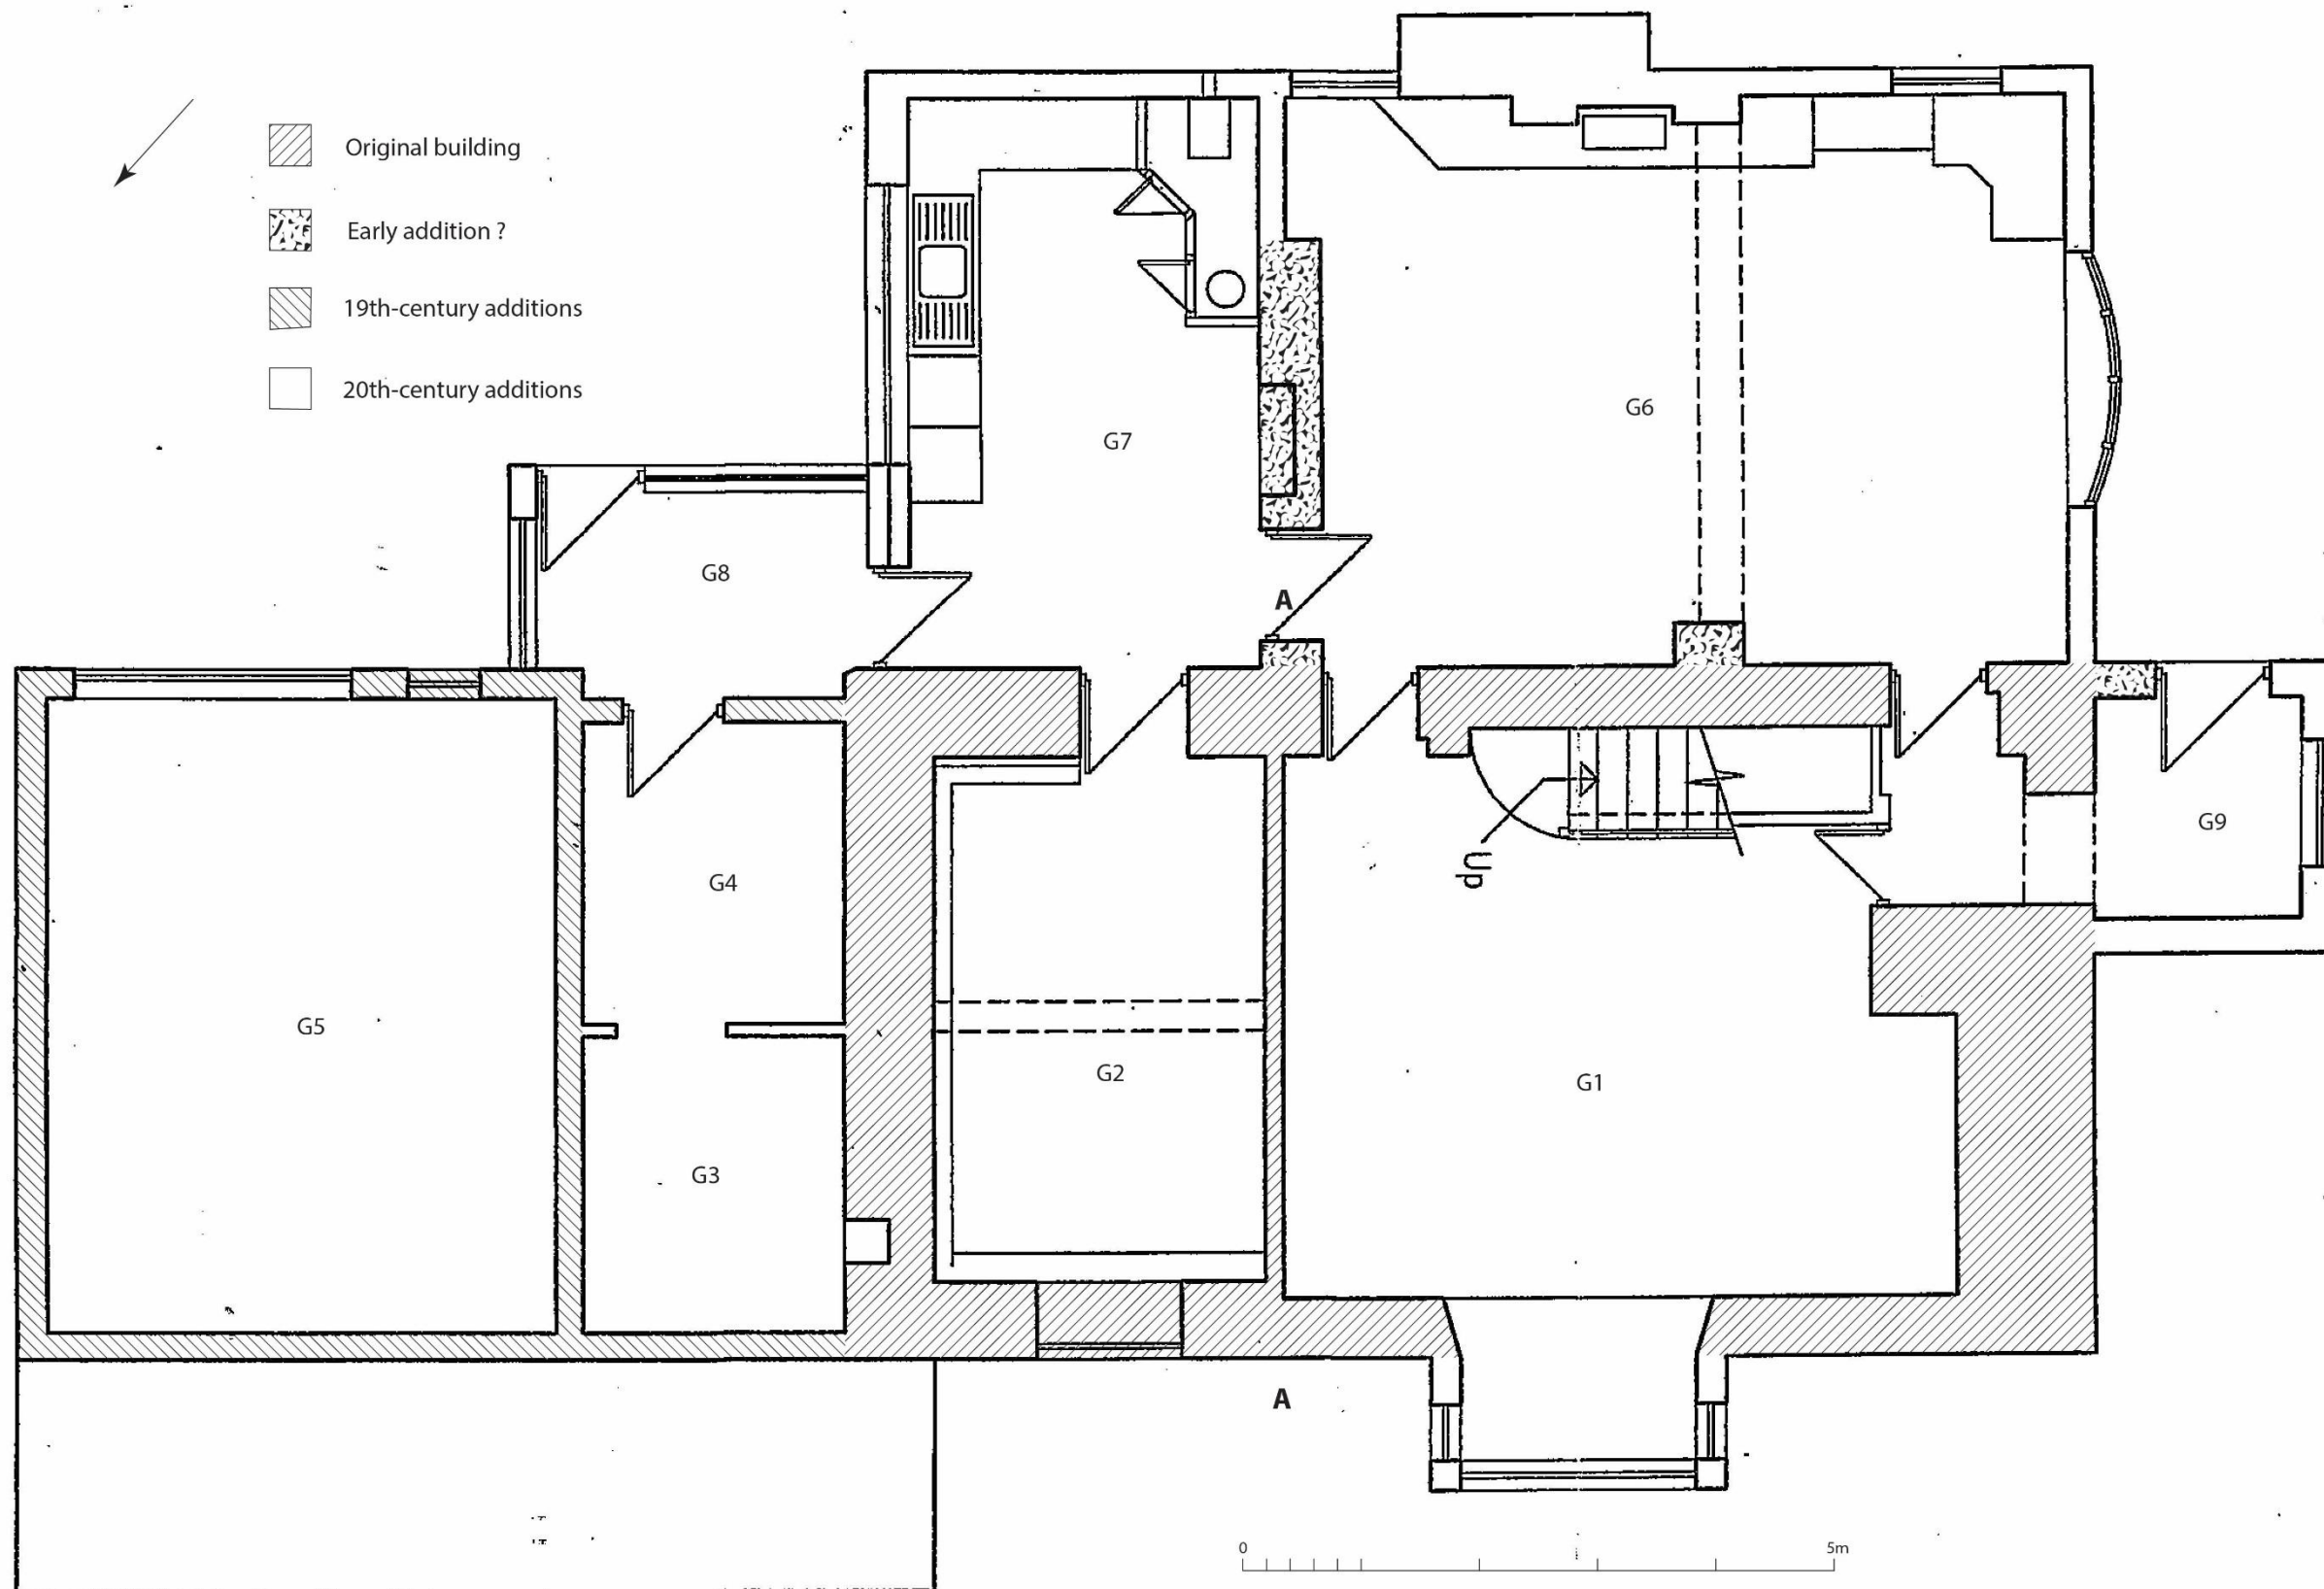 Original building
Early addition ?
19th-century additions
20th-century additions
G6
G7
G8
A
G9
Up
G4
G5
G2
G1
G3
A
0 5m